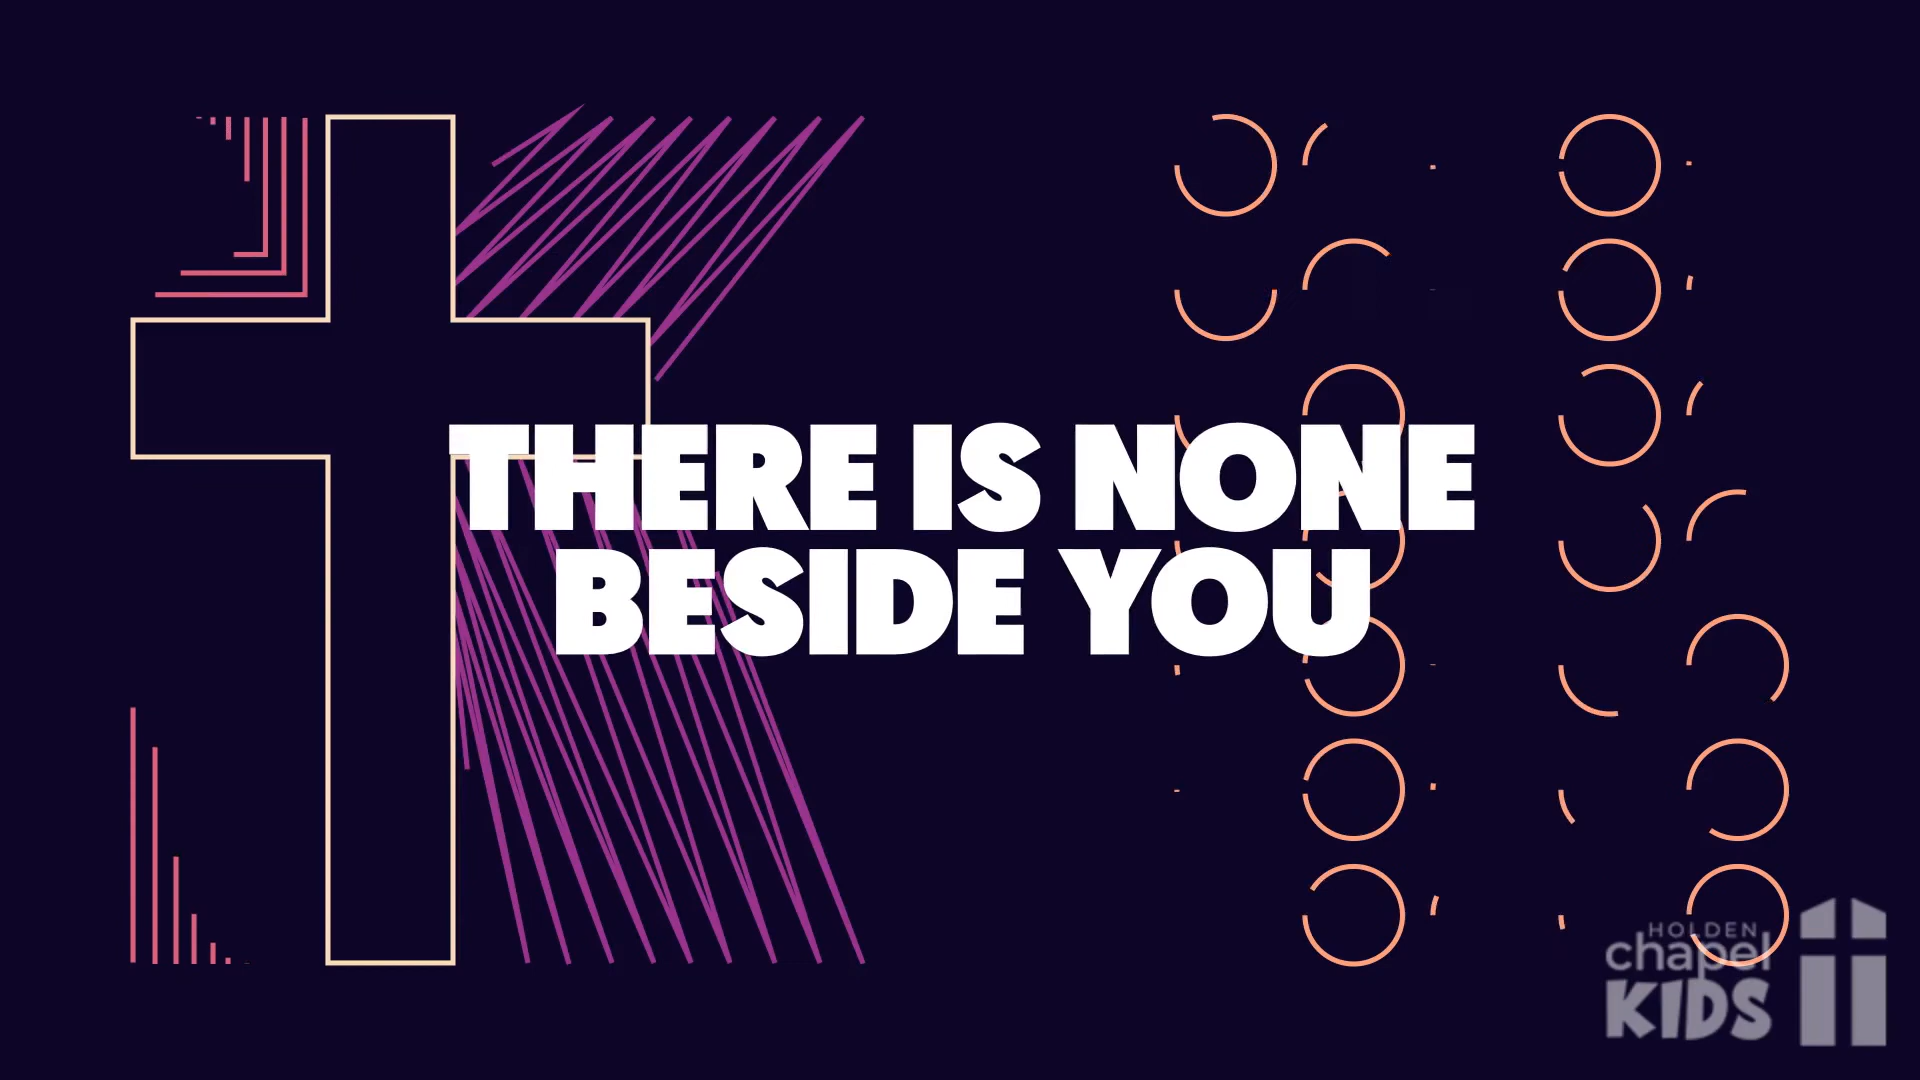 THERE IS NONE
BESIDE YOU
HOLDEN
chapel
KIDS